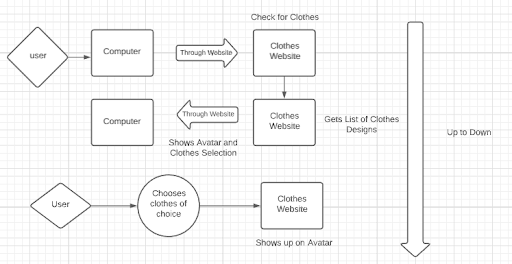 Check for Clothes
user
Computer
Through Website
Clothes
Website
Computer
Through Website
Clothes
Website
Gets List of Clothes
Designs
Up to Down
Shows Avatar and
Clothes Selection
User
Chooses
clothes of
choice
Clothes
Website
Shows up on Avatar